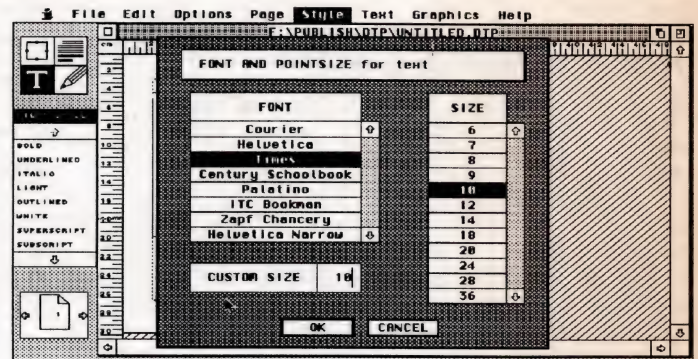 File Edit Options Page Style Text Graphics Help
F:\PUBLISH\DTP\UNTITLED.DTP
cm
FONT AND POINTSIZE for text
FONT
SIZE
Courier
Helvetica
Times
Century Schoolbook
Palatino
ITC Bookman
Zapf Chancery
Helvetica Narrow
6
7
8
9
10
12
14
18
20
24
28
36
CUSTOM SIZE 10
OK CANCEL
T
BOLD
UNDERLINED
ITALIC
LIGHT
OUTLINED
WHITE
SUPERSCRIPT
SUBSCRIPT
1